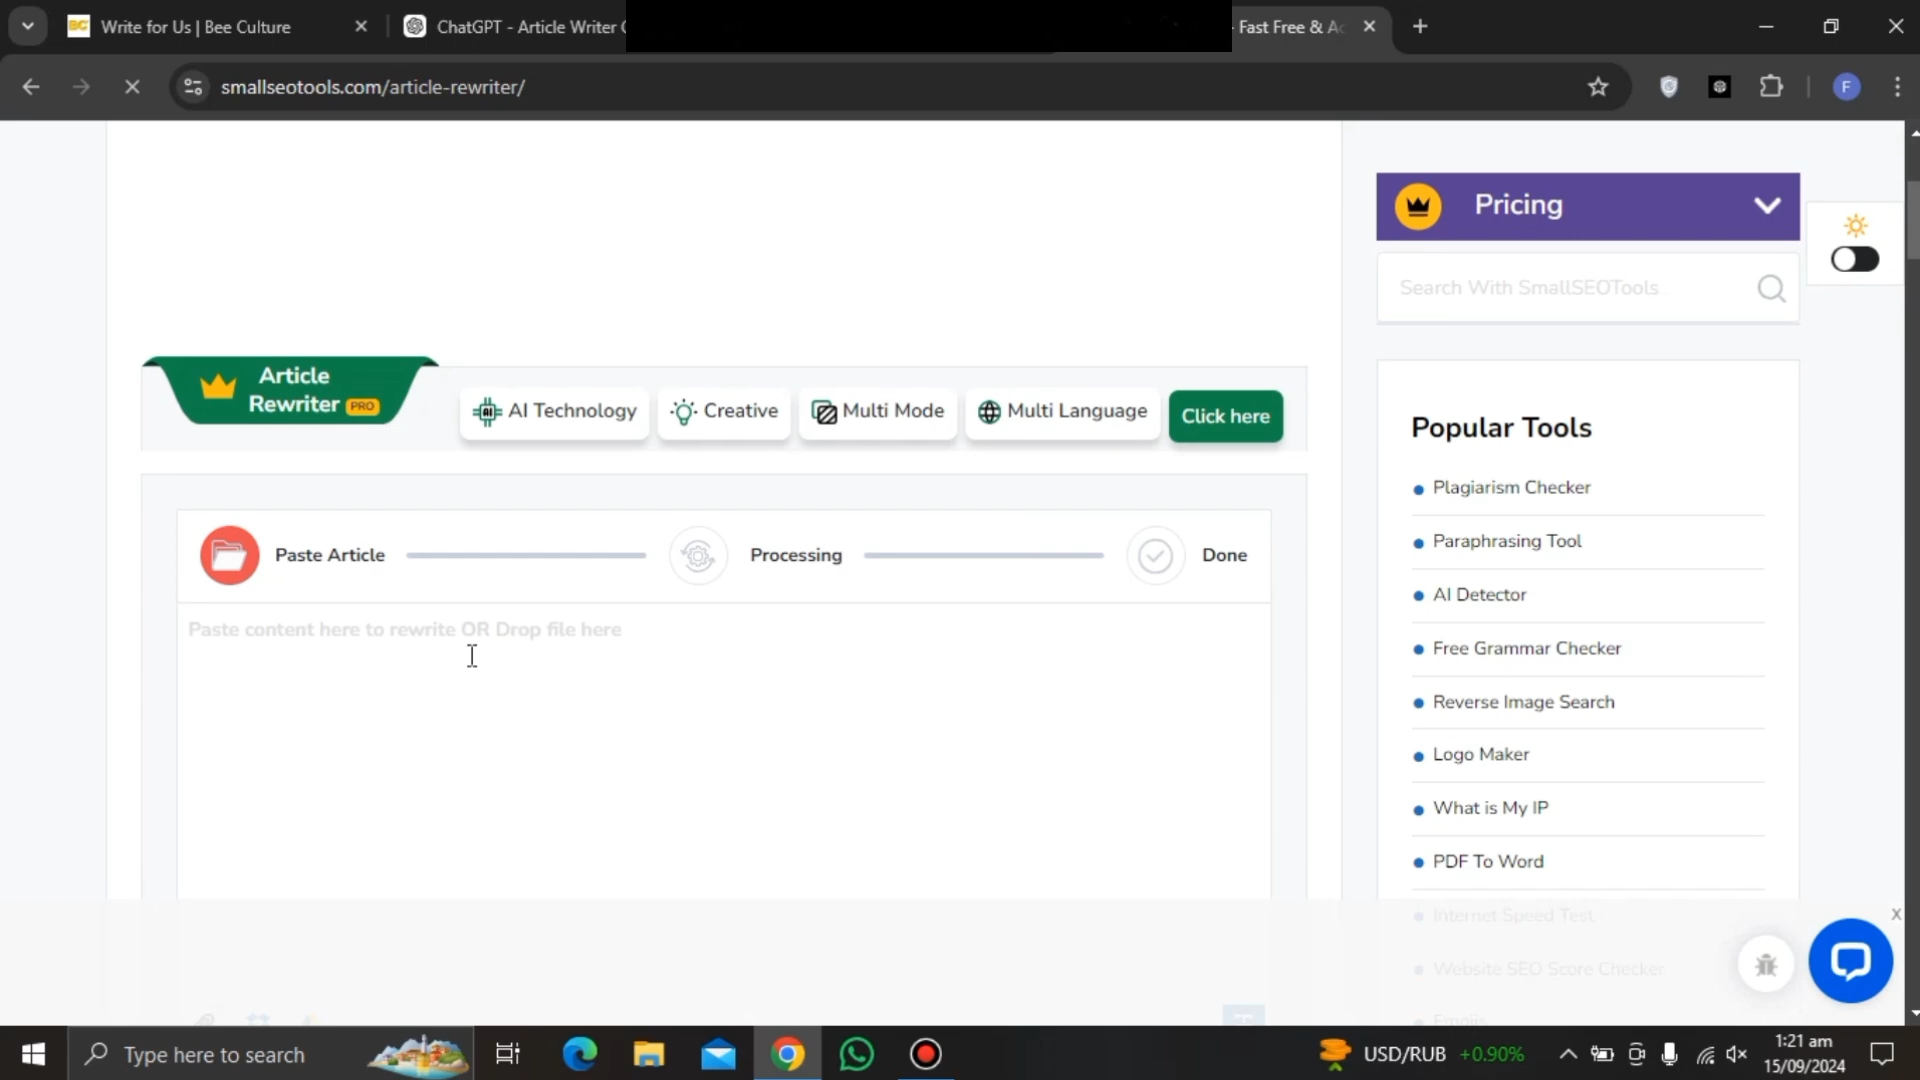 Write for Us | Bee Culture
ChatGPT - Article Writer
- Fast Free &
smallseotools.com/article-rewriter/
F
Pricing
Search With SmallSEOTools
Article
Rewriter PRO
AI Technology
Creative
Multi Mode
Multi Language
Click here
Popular Tools
Paste Article
Processing
Done
Paste content here to rewrite OR Drop file here
Plagiarism Checker
Paraphrasing Tool
AI Detector
Free Grammar Checker
Reverse Image Search
Logo Maker
What is My IP
PDF To Word
Internet Speed Test
Website SEO Score Checker
Emojis
X
Type here to search
USD/RUB +0.90%
1:21 am
15/09/2024